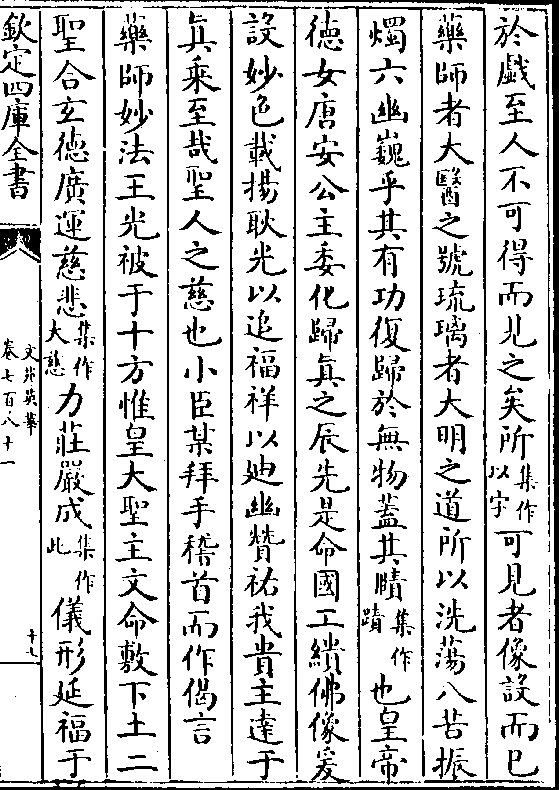 於戲至人不可得而見之矣所集作以字可見者像設而已
藥師者大醫之號琉璃者大明之道所以洗蕩八苦振
燭六幽巍乎其有功復歸於無物蓋其賾集作蹟也皇帝
德女唐安公主委化歸真之辰先是命國工繢佛像爰
設妙色載揚耿光以追福祥以廸幽贊祐我貴主達于
真乘至哉聖人之慈也小臣某拜手稽首而作偈言
藥師妙法王光被于十方惟皇大聖主文命敷下土二
聖合玄德廣運慈悲集作大慈力莊嚴成集作此儀形延福于
欽定四庫全書
文苑英華
卷七百八十一
十七